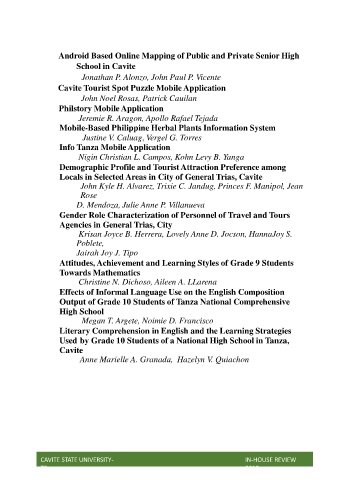 Android Based Online Mapping of Public and Private Senior High
School in Cavite
Jonathan P. Alonzo, John Paul P. Vicente
Cavite Tourist Spot Puzzle Mobile Application
John Noel Rosas, Patrick Cauilan
Philstory Mobile Application
Jeremie R. Aragon, Apollo Rafael Tejada
Mobile-Based Philippine Herbal Plants Information System
Justine V. Caluag, Vergel G. Torres
Info Tanza Mobile Application
Nigin Christian L. Campos, Kohn Levy B. Yanga
Demographic Profile and Tourist Attraction Preference among
Locals in Selected Areas in City of General Trias, Cavite
John Kyle H. Alvarez, Trixie C. Jandug, Princes F. Manipol, Jean
Rose
D. Mendoza, Julie Anne P. Villanueva
Gender Role Characterization of Personnel of Travel and Tours
Agencies in General Trias, City
Krisan Joyce B. Herrera, Lovely Anne D. Jocson, HannaJoy S.
Poblete,
Jairah Joy J. Tipo
Attitudes, Achievement and Learning Styles of Grade 9 Students
Towards Mathematics
Christine N. Dichoso, Aileen A. LLarena
Effects of Informal Language Use on the English Composition
Output of Grade 10 Students of Tanza National Comprehensive
High School
Megan T. Argete, Noimie D. Francisco
Literary Comprehension in English and the Learning Strategies
Used by Grade 10 Students of a National High School in Tanza,
Cavite
Anne Marielle A. Granada, Hazelyn V. Quiachon
CAVITE STATE UNIVERSITY- IN-HOUSE REVIEW